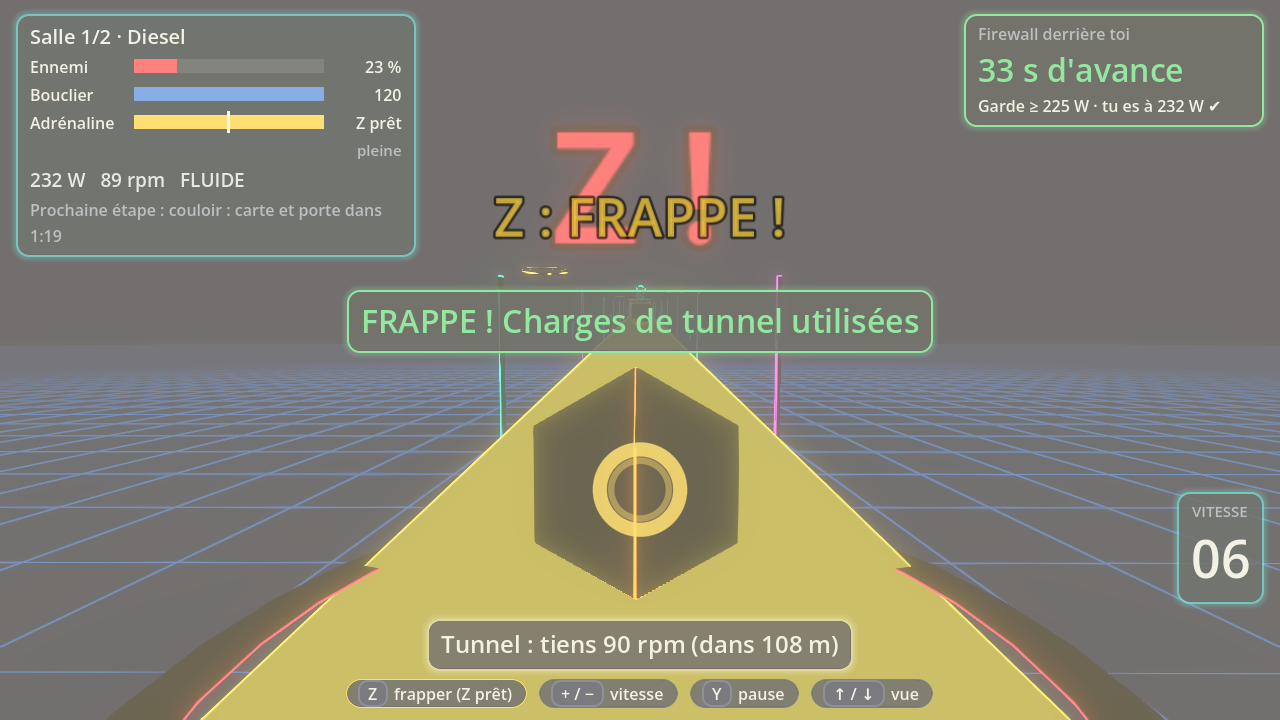 Salle 1/2 · Diesel
Ennemi 23 %
Bouclier 120
Adrénaline Z prêt
pleine
232 W 89 rpm FLUIDE
Prochaine étape : couloir : carte et porte dans
1:19
Firewall derrière toi
33 s d'avance
Garde ≥ 225 W · tu es à 232 W ✔
Z !
Z : FRAPPE !
FRAPPE ! Charges de tunnel utilisées
VITESSE
06
Tunnel : tiens 90 rpm (dans 108 m)
Z frapper (Z prêt) + / − vitesse Y pause ↑ / ↓ vue